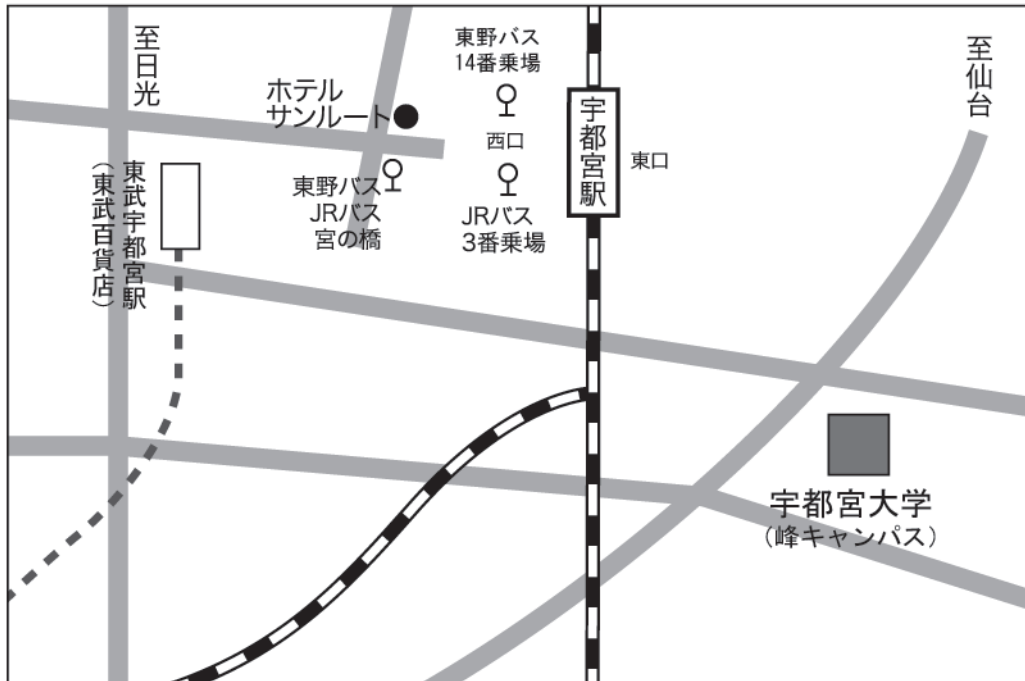 至日光
東野バス
14番乗場
至仙台
ホテル
サンルート
宇都宮駅
西口
東口
東武宇都宮駅
（東武百貨店）
東野バス
JRバス
宮の橋
JRバス
3番乗場
宇都宮大学
（峰キャンパス）